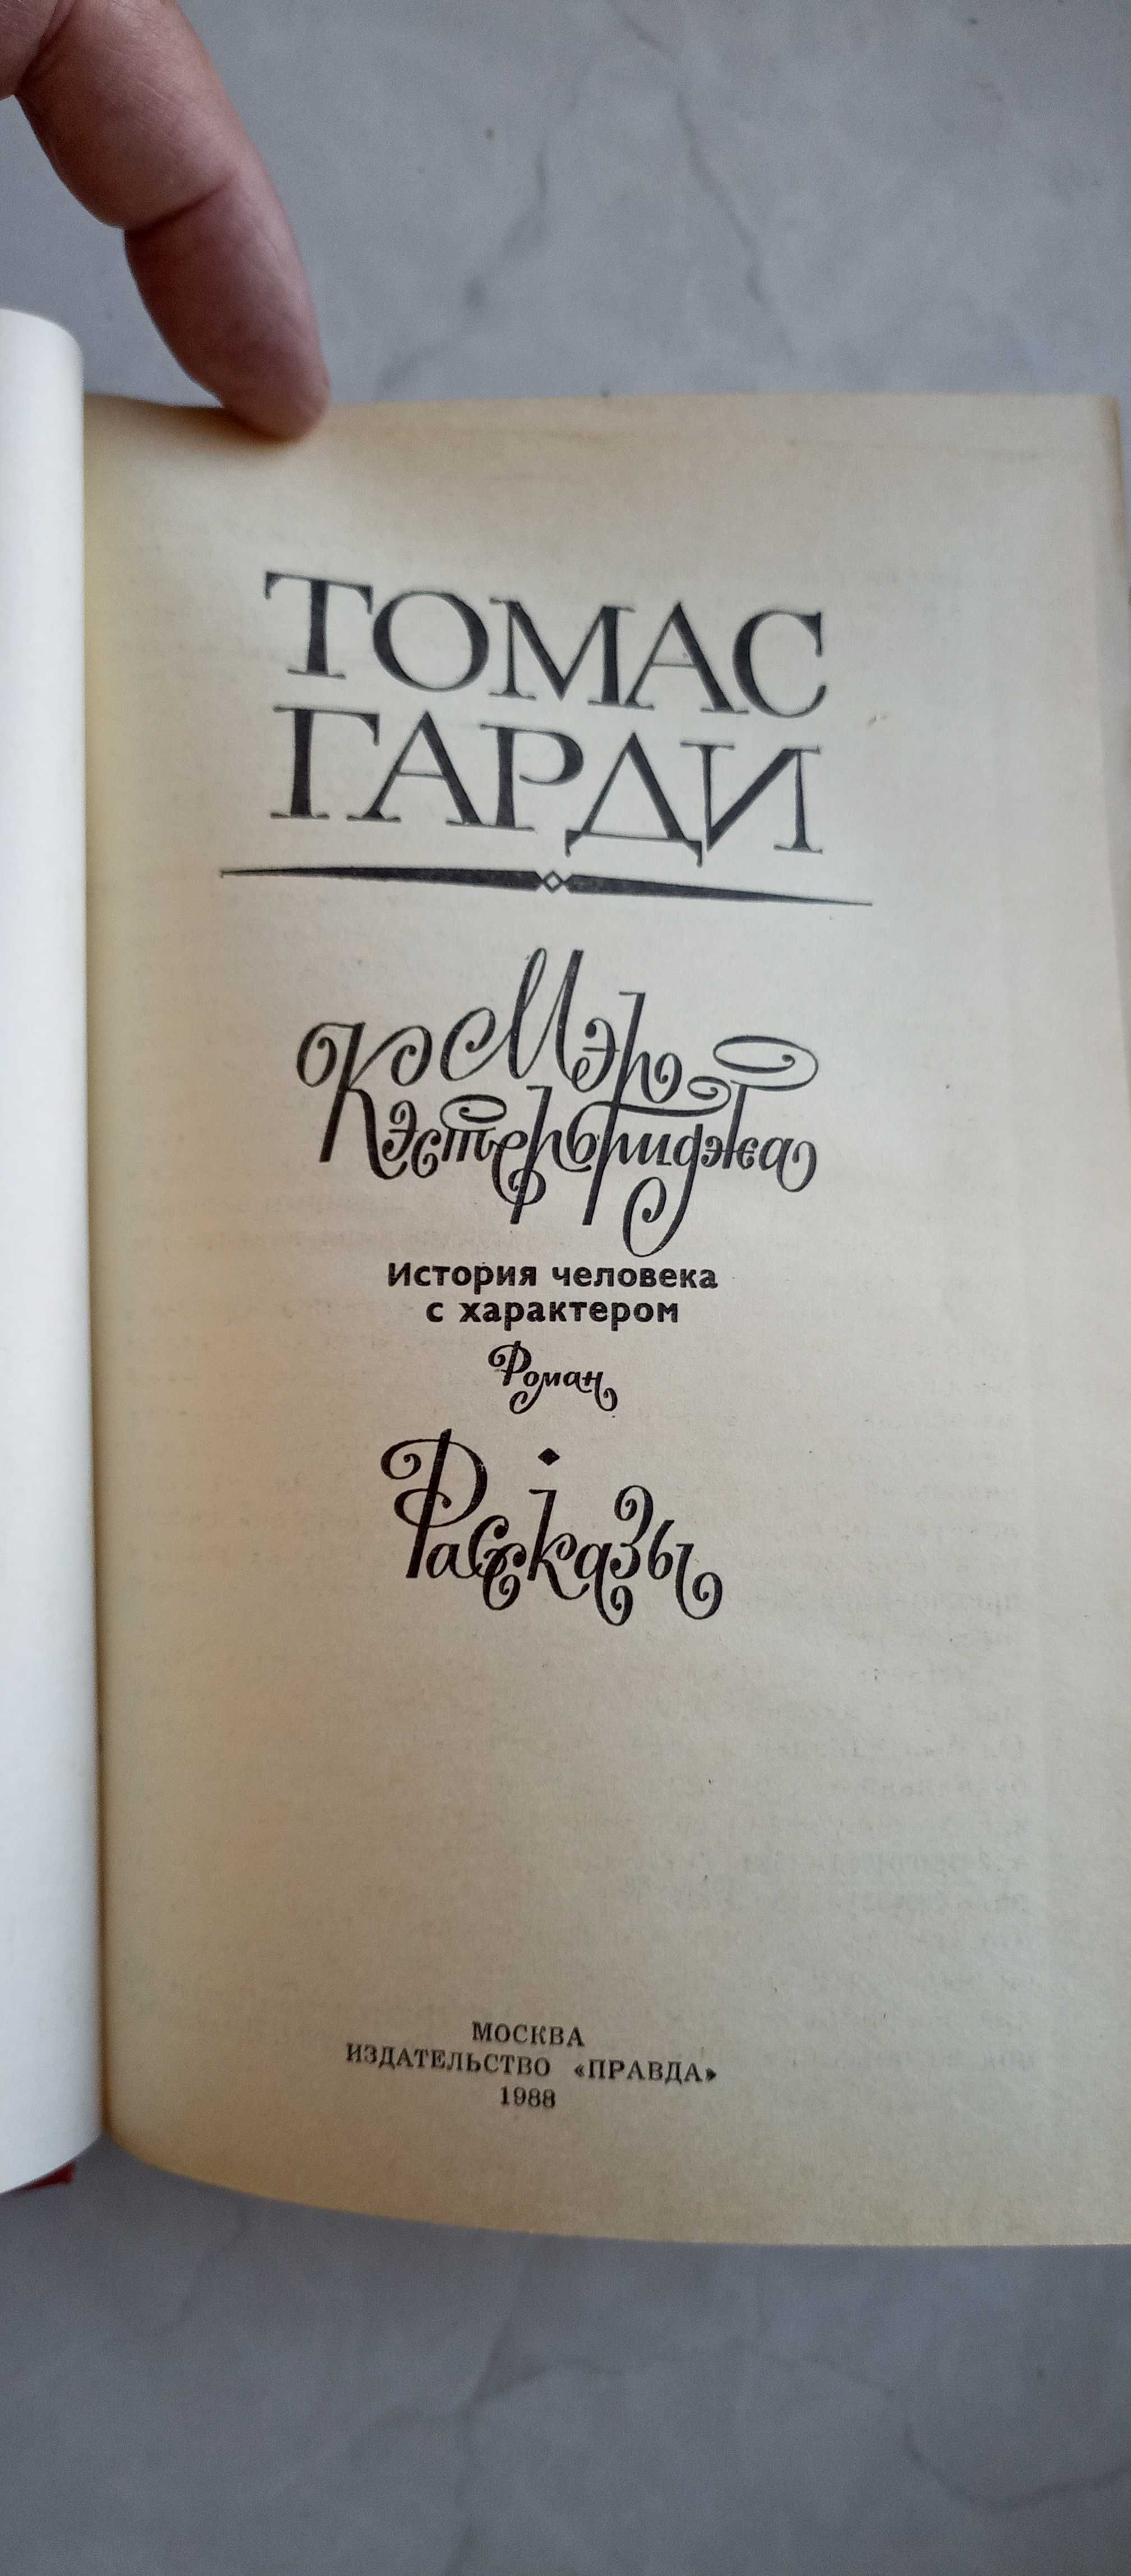 ТОМАС
ГАРДИ
Мэр
Кэстербриджа
История человека
с характером
Роман
Рассказы
МОСКВА
ИЗДАТЕЛЬСТВО «ПРАВДА»
1988